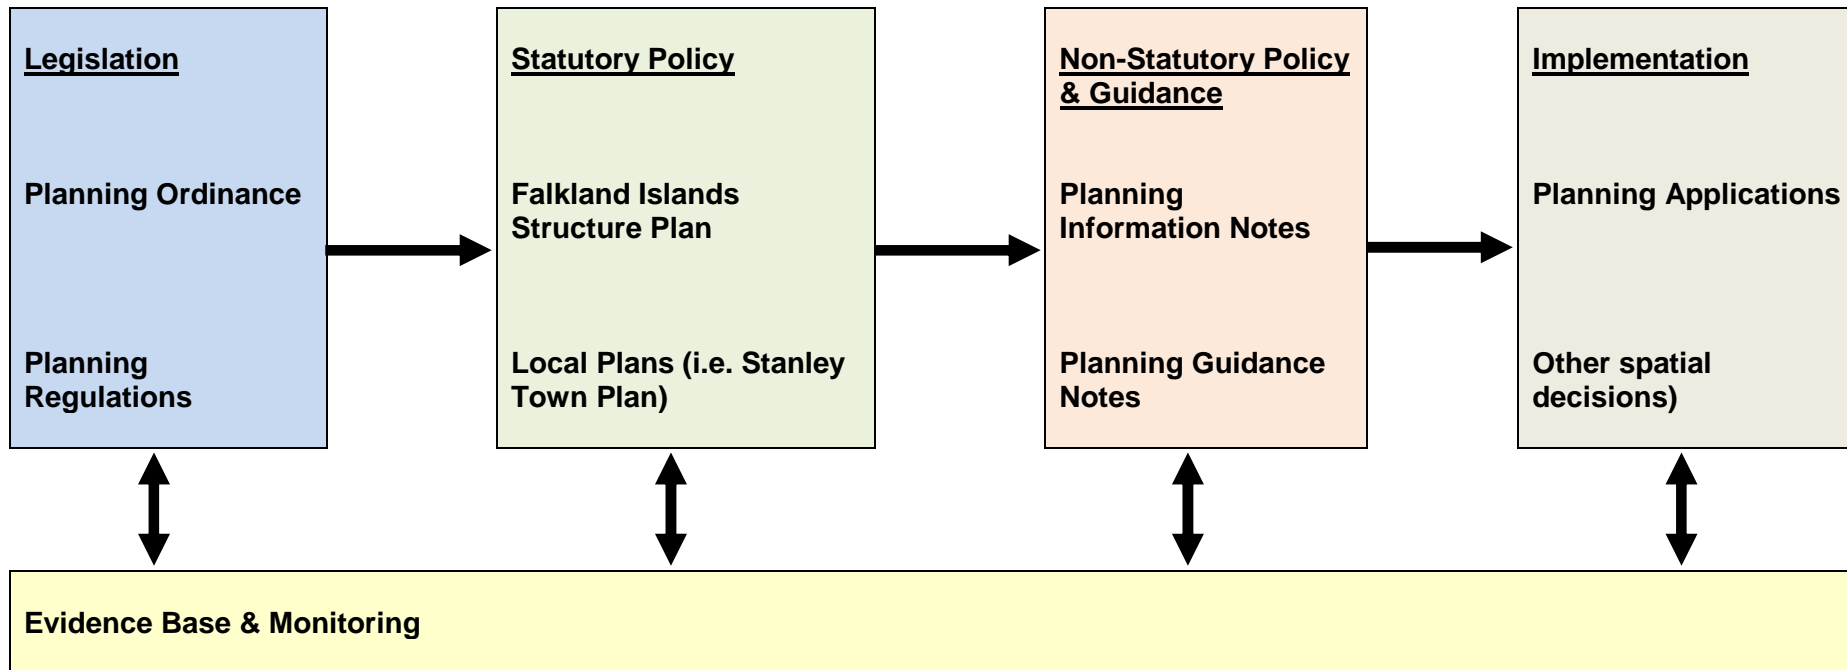 Legislation
Planning Ordinance
Planning
Regulations
Statutory Policy
Falkland Islands
Structure Plan
Local Plans (i.e. Stanley
Town Plan)
Non-Statutory Policy
& Guidance
Planning
Information Notes
Planning Guidance
Notes
Implementation
Planning Applications
Other spatial
decisions)
Evidence Base & Monitoring